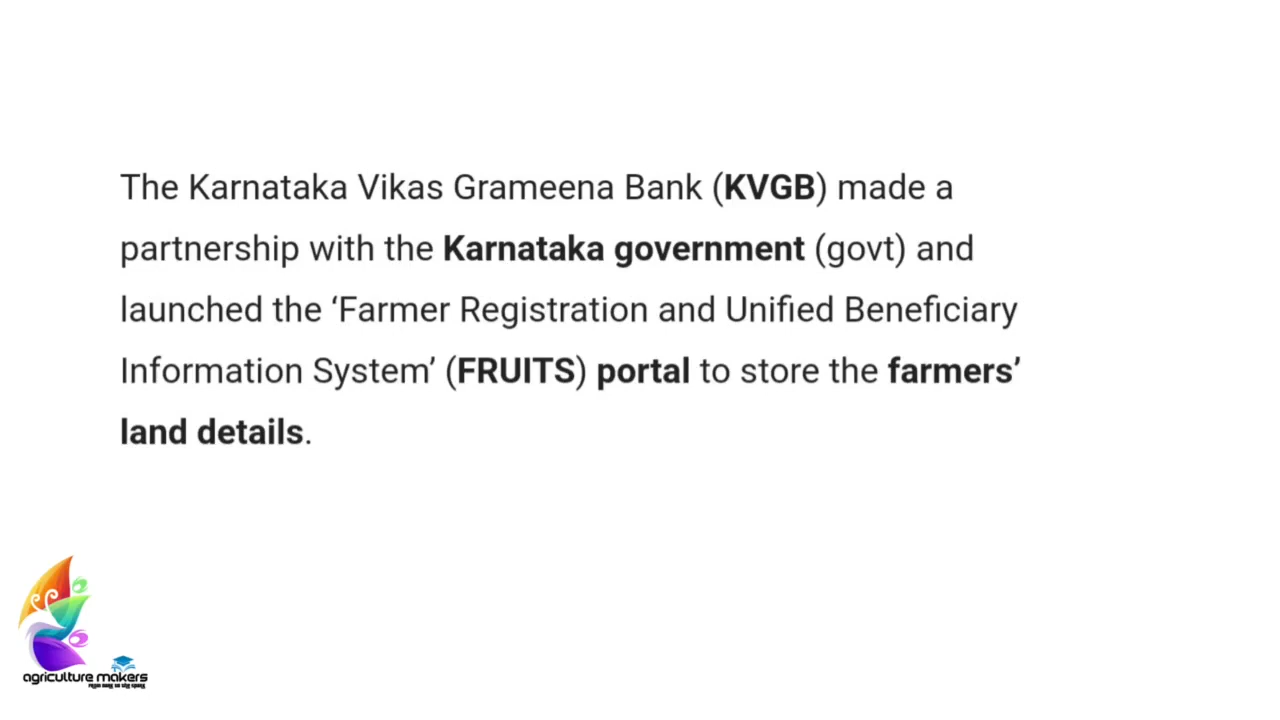 The Karnataka Vikas Grameena Bank (KVGB) made a
partnership with the Karnataka government (govt) and
launched the ‘Farmer Registration and Unified Beneficiary
Information System’ (FRUITS) portal to store the farmers’
land details.
agriculture makers